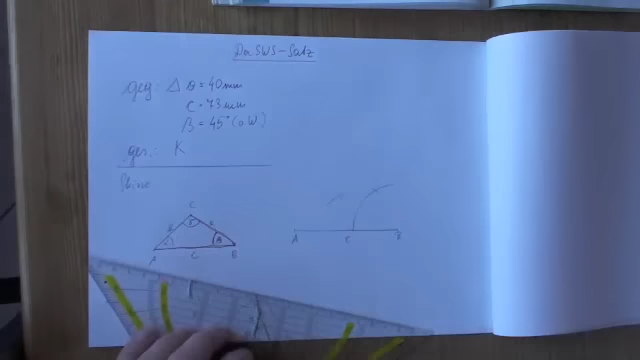 Der SWS-Satz
geg: △ a = 40mm
c = 73mm
β = 45° (oW)
ges.: K
Skizze
C
γ
b a
α β
A c B
A E B